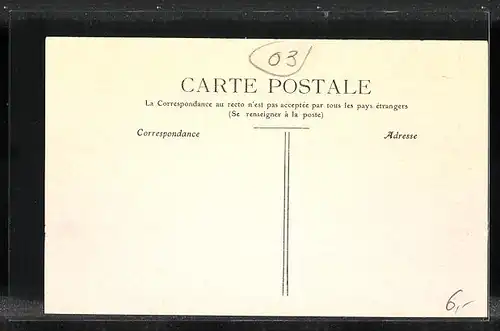 03
CARTE POSTALE
La Correspondance au recto n'est pas acceptée par tous les pays étrangers
(Se renseigner à la poste)
Correspondance
Adresse
6,-